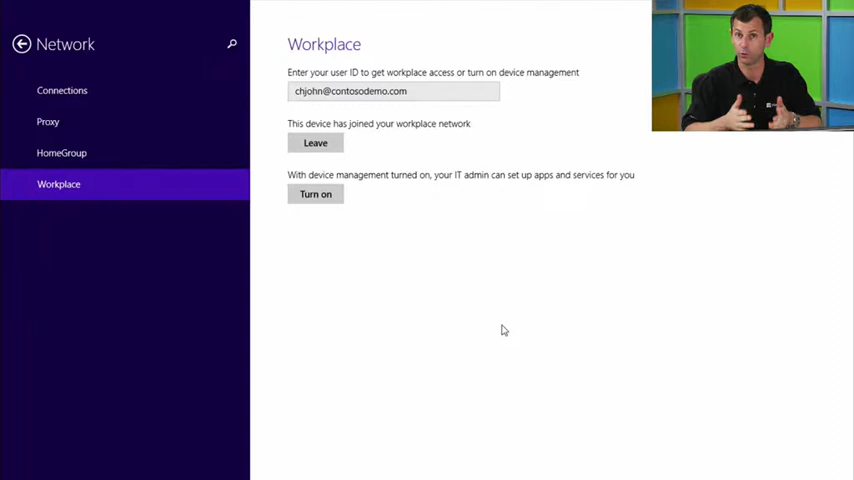 Network
Connections
Proxy
HomeGroup
Workplace
Workplace
Enter your user ID to get workplace access or turn on device management
chjohn@contosodemo.com
This device has joined your workplace network
Leave
With device management turned on, your IT admin can set up apps and services for you
Turn on